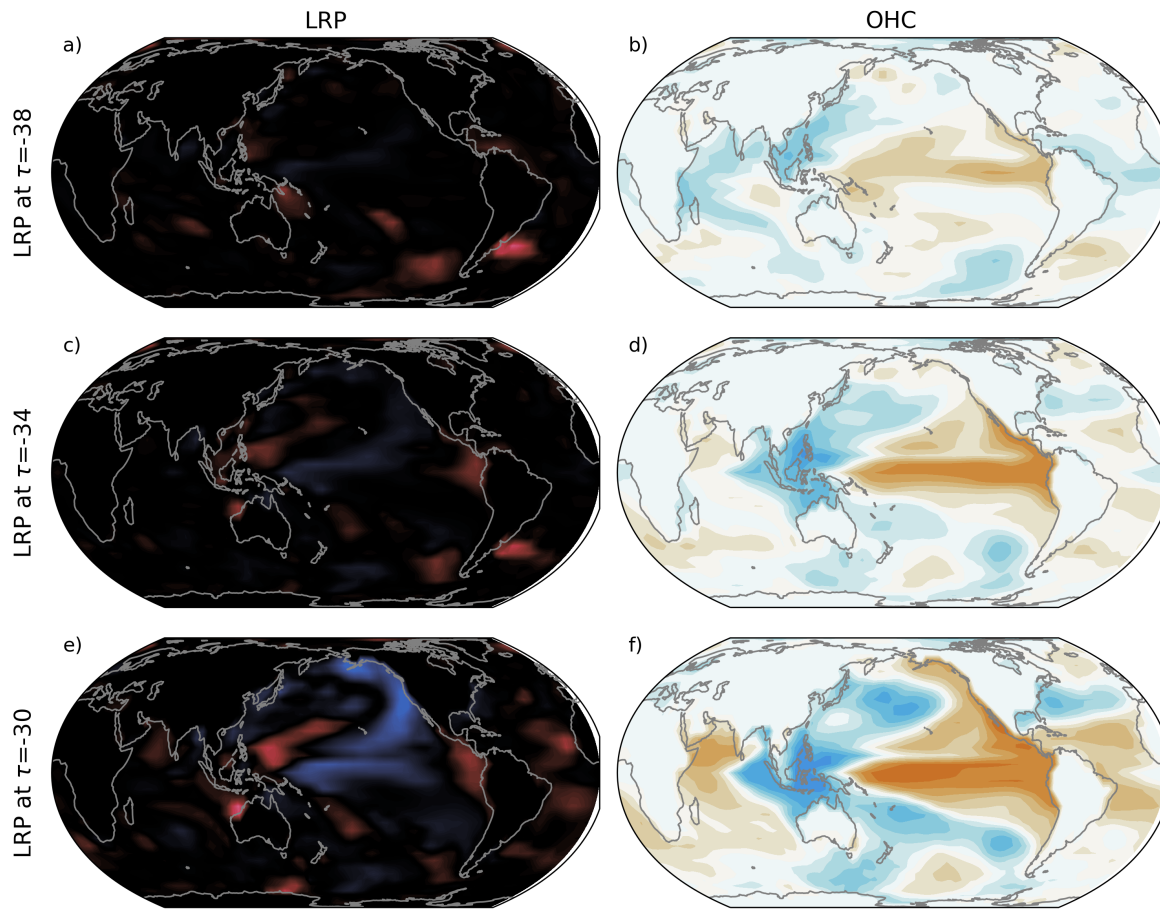 LRP
OHC
a)
b)
LRP at τ=-38
c)
d)
LRP at τ=-34
e)
f)
LRP at τ=-30